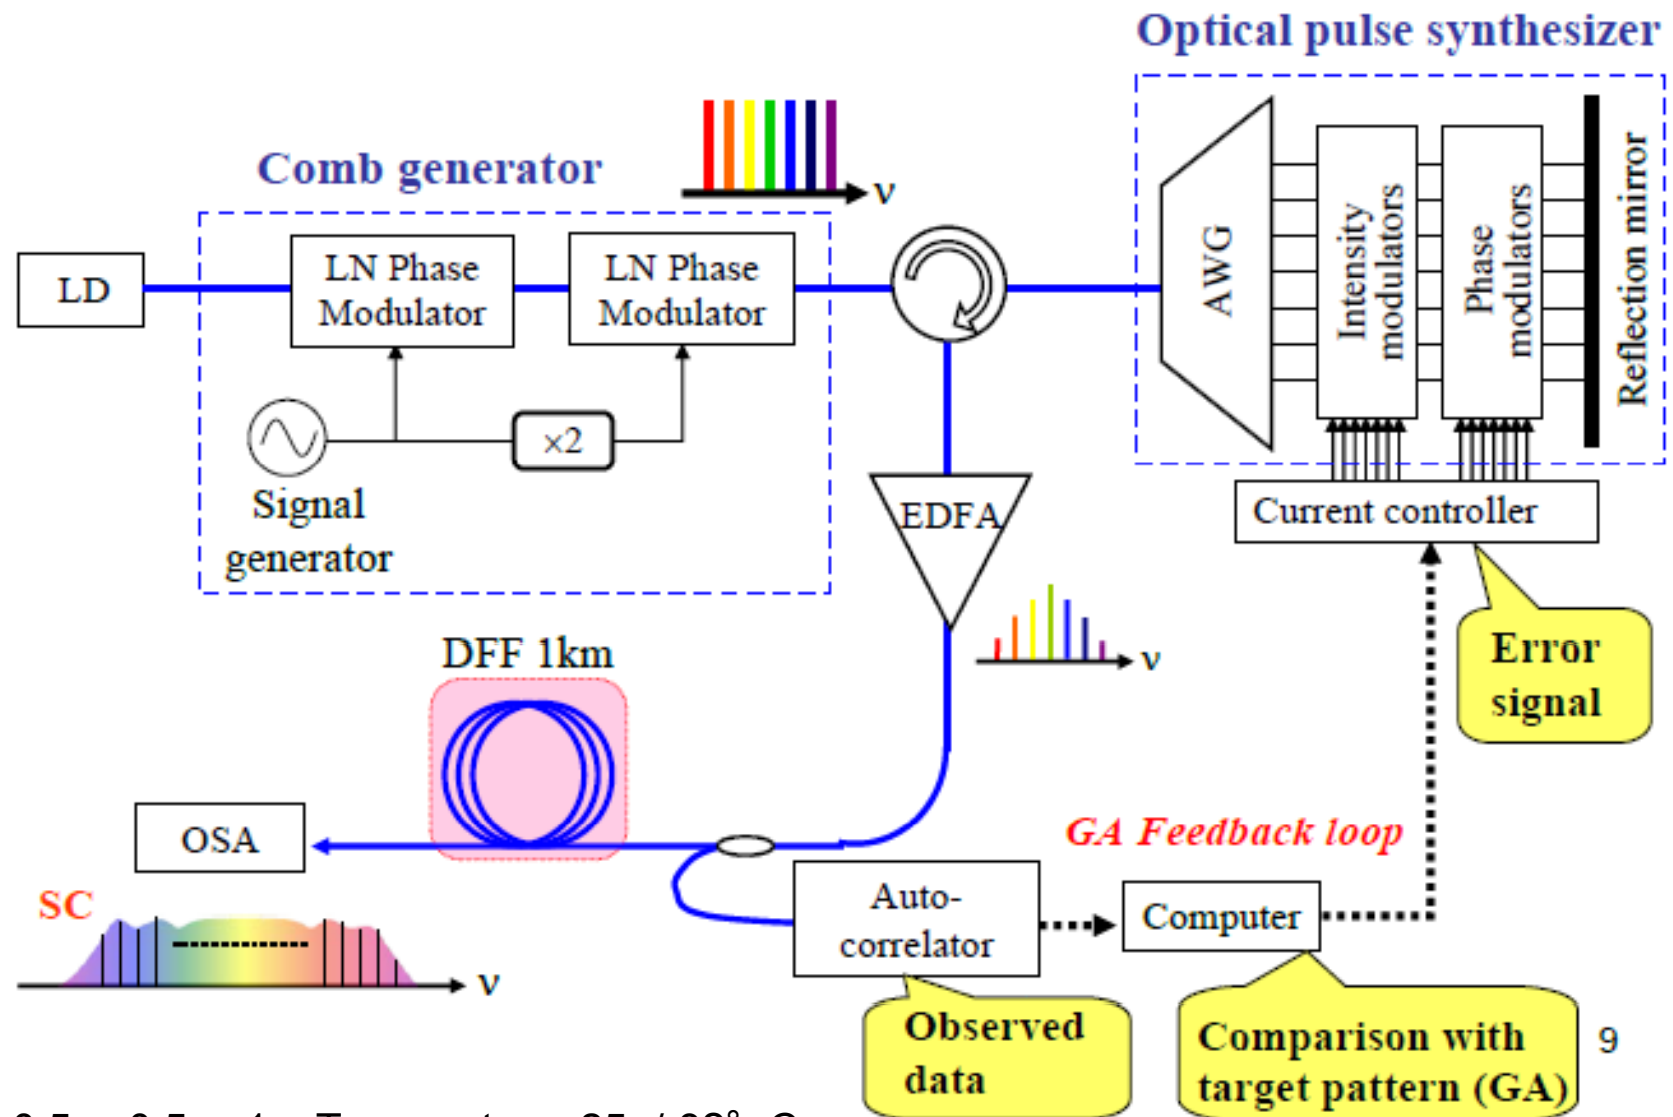 Optical pulse synthesizer
Comb generator
ν
LD
LN Phase
Modulator
LN Phase
Modulator
×2
Signal
generator
AWG
Intensity
modulators
Phase
modulators
Reflection mirror
Current controller
EDFA
ν
Error
signal
DFF 1km
OSA
SC
ν
GA Feedback loop
Auto-
correlator
Computer
Observed
data
Comparison with
target pattern (GA)
9